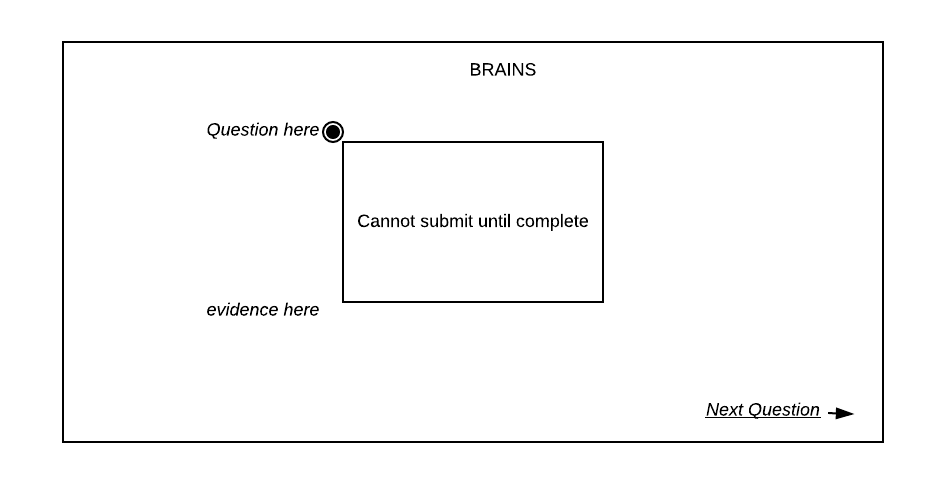 BRAINS
Question here
Cannot submit until complete
evidence here
Next Question